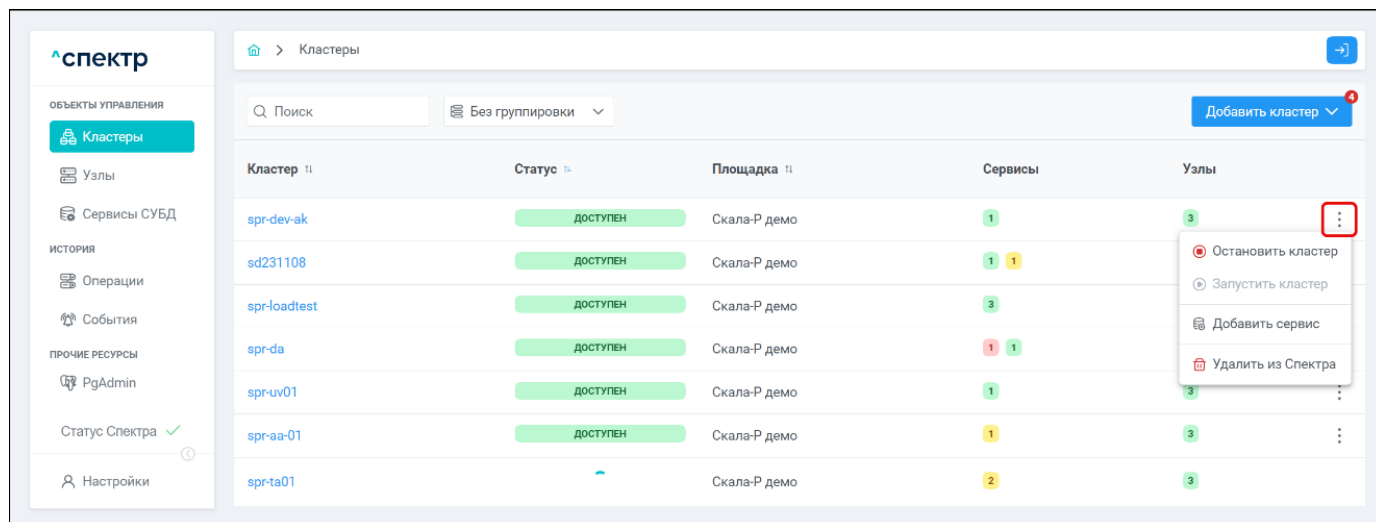 ^спектр
ОБЪЕКТЫ УПРАВЛЕНИЯ
Кластеры
Узлы
Сервисы СУБД
ИСТОРИЯ
Операции
События
ПРОЧИЕ РЕСУРСЫ
PgAdmin
Статус Спектра
Настройки
> Кластеры
Поиск
Без группировки
Добавить кластер
4
Кластер Статус Площадка Сервисы Узлы
spr-dev-ak ДОСТУПЕН Скала-Р демо 1 3
sd231108 ДОСТУПЕН Скала-Р демо 1 1
spr-loadtest ДОСТУПЕН Скала-Р демо 3
spr-da ДОСТУПЕН Скала-Р демо 1 1
spr-uv01 ДОСТУПЕН Скала-Р демо 1 3
spr-aa-01 ДОСТУПЕН Скала-Р демо 1 3
spr-ta01 Скала-Р демо 2 3
Остановить кластер
Запустить кластер
Добавить сервис
Удалить из Спектра